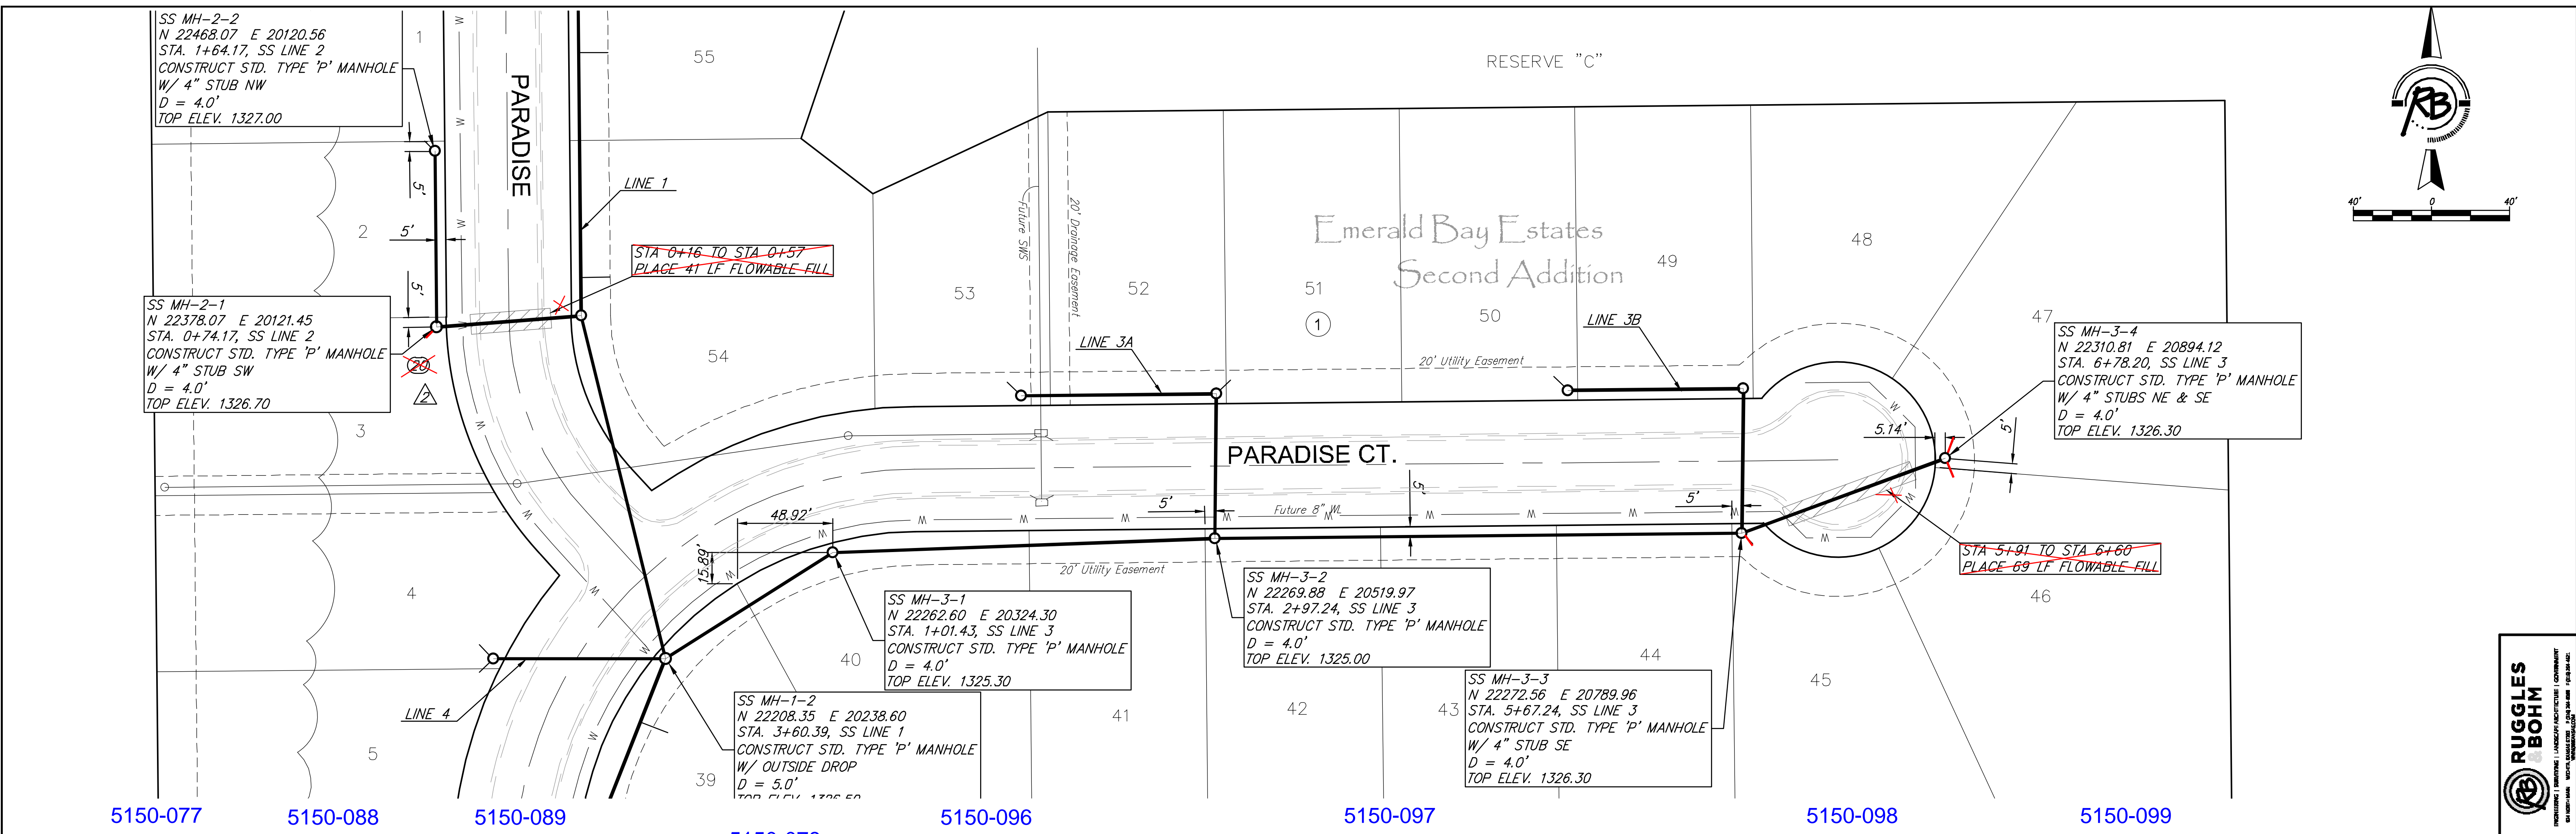 SS MH-2-2
N 22468.07 E 20120.56
STA. 1+64.17, SS LINE 2
CONSTRUCT STD. TYPE 'P' MANHOLE
W/ 4" STUB NW
D = 4.0'
TOP ELEV. 1327.00
1
PARADISE
55
RESERVE "C"
RB
40' 0 40'
5'
2
5'
5'
LINE 1
STA 0+16 TO STA 0+57
PLACE 41 LF FLOWABLE FILL
Future SWS
20' Drainage Easement
Emerald Bay Estates
Second Addition
48
49
53
52
51
50
1
47
SS MH-2-1
N 22378.07 E 20121.45
STA. 0+74.17, SS LINE 2
CONSTRUCT STD. TYPE 'P' MANHOLE
W/ 4" STUB SW
D = 4.0'
TOP ELEV. 1326.70
20
2
54
LINE 3A
LINE 3B
20' Utility Easement
SS MH-3-4
N 22310.81 E 20894.12
STA. 6+78.20, SS LINE 3
CONSTRUCT STD. TYPE 'P' MANHOLE
W/ 4" STUBS NE & SE
D = 4.0'
TOP ELEV. 1326.30
3
PARADISE CT.
5.14'
5'
48.92'
15.89'
5'
Future 8" WL
5'
5'
W
20' Utility Easement
STA 5+91 TO STA 6+60
PLACE 69 LF FLOWABLE FILL
46
4
SS MH-3-1
N 22262.60 E 20324.30
STA. 1+01.43, SS LINE 3
CONSTRUCT STD. TYPE 'P' MANHOLE
D = 4.0'
TOP ELEV. 1325.30
SS MH-3-2
N 22269.88 E 20519.97
STA. 2+97.24, SS LINE 3
CONSTRUCT STD. TYPE 'P' MANHOLE
D = 4.0'
TOP ELEV. 1325.00
40
44
45
LINE 4
SS MH-1-2
N 22208.35 E 20238.60
STA. 3+60.39, SS LINE 1
CONSTRUCT STD. TYPE 'P' MANHOLE
W/ OUTSIDE DROP
D = 5.0'
TOP ELEV. 1326.50
41
42
43
SS MH-3-3
N 22272.56 E 20789.96
STA. 5+67.24, SS LINE 3
CONSTRUCT STD. TYPE 'P' MANHOLE
W/ 4" STUB SE
D = 4.0'
TOP ELEV. 1326.30
5
39
RB
RUGGLES
& BOHM
ENGINEERING | SURVEYING | LANDSCAPE ARCHITECTURE | GOVERNMENT
5150-077
5150-088
5150-089
5150-096
5150-097
5150-098
5150-099